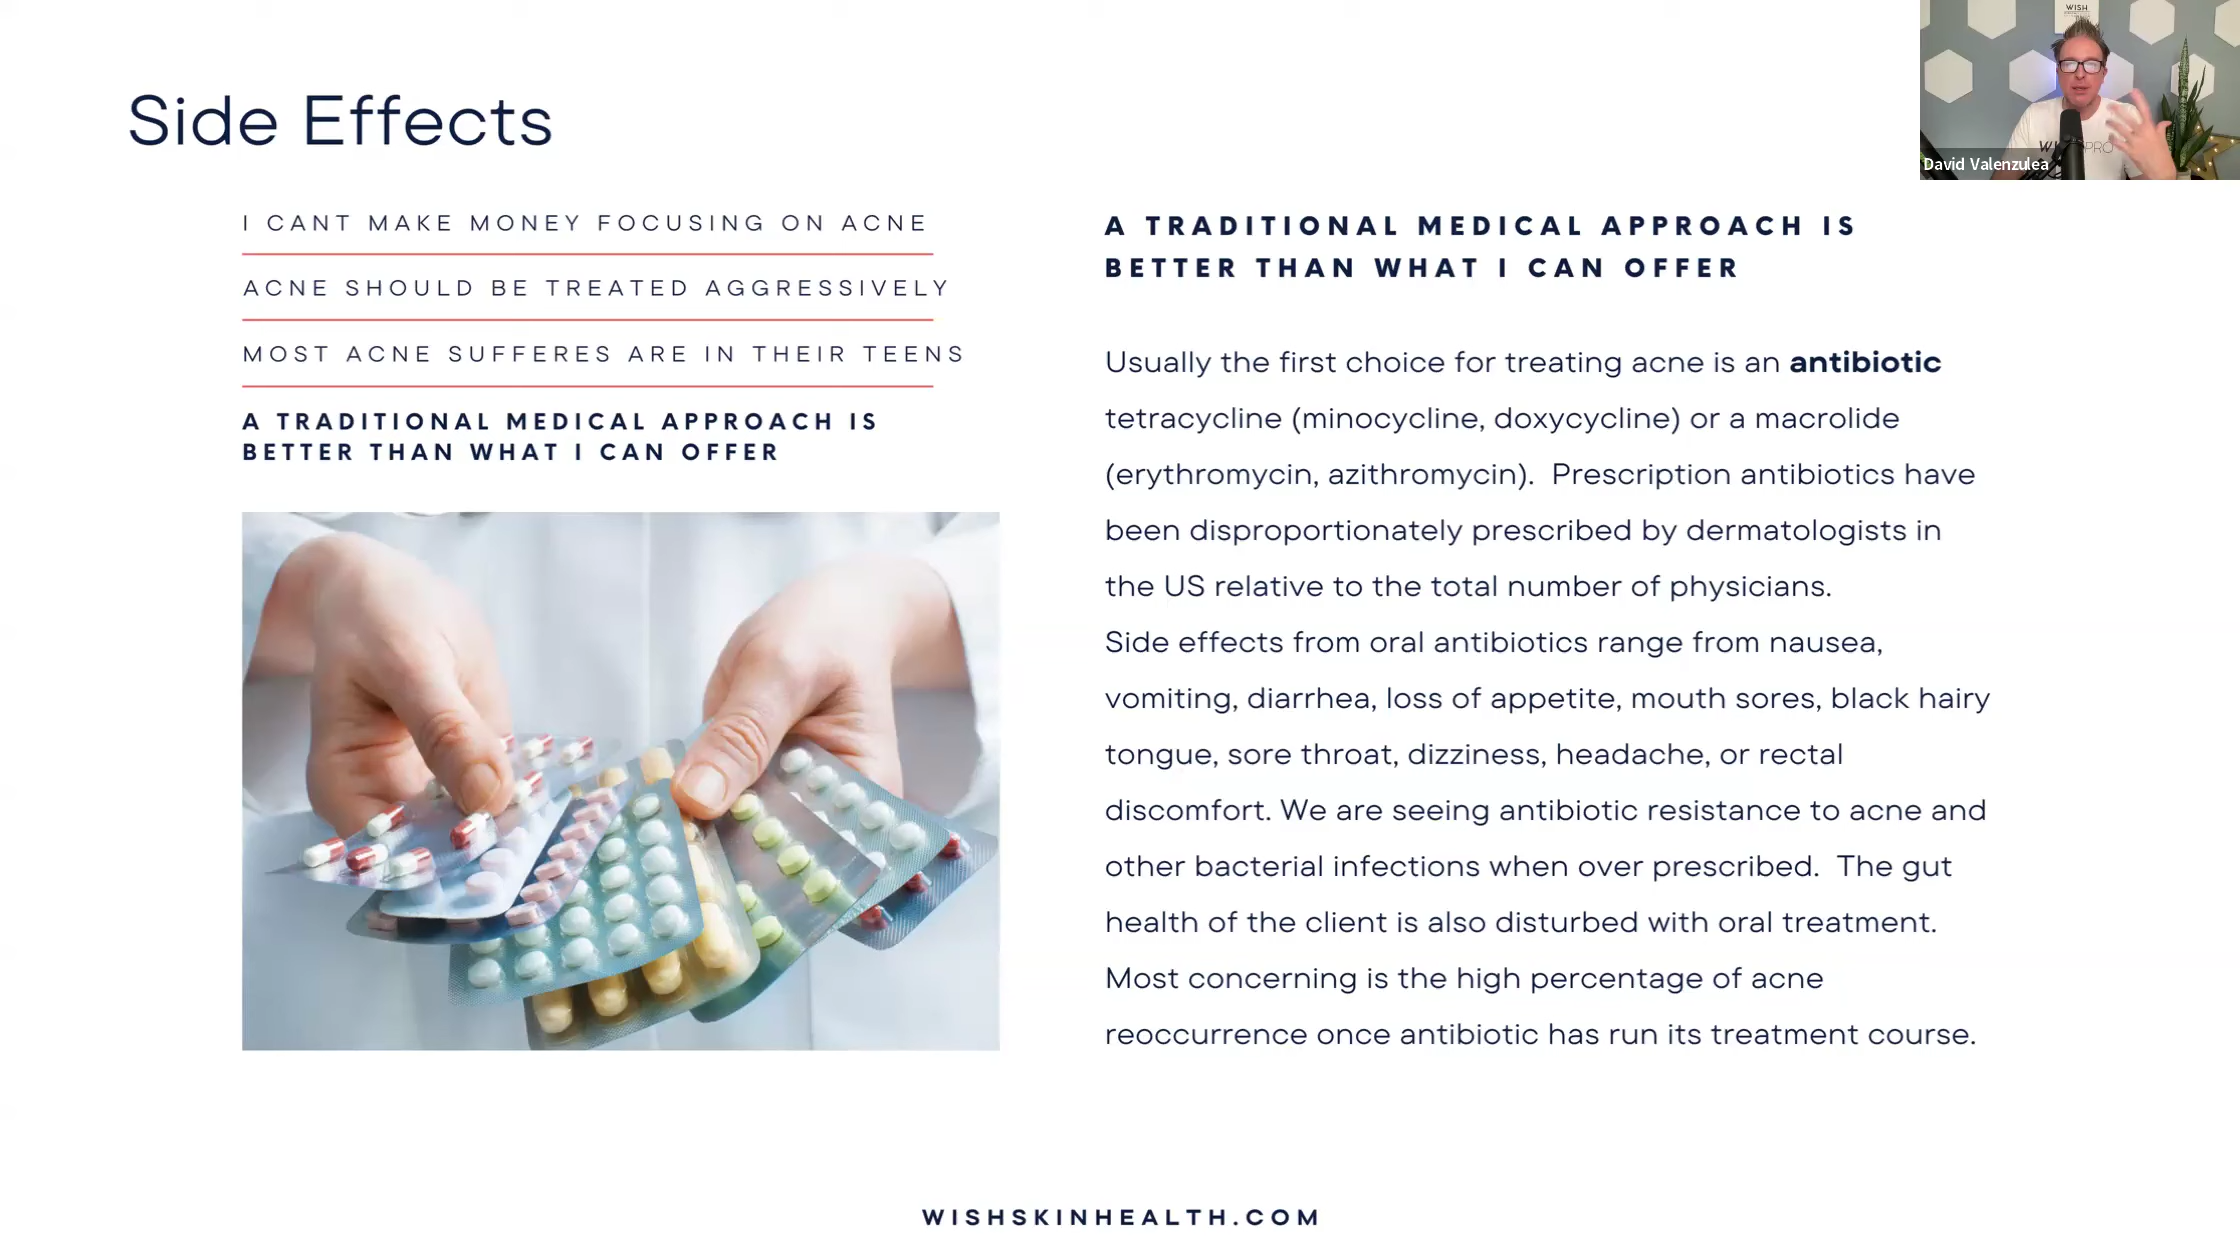 Side Effects
I CANT MAKE MONEY FOCUSING ON ACNE
ACNE SHOULD BE TREATED AGGRESSIVELY
MOST ACNE SUFFERES ARE IN THEIR TEENS
A TRADITIONAL MEDICAL APPROACH IS
BETTER THAN WHAT I CAN OFFER
A TRADITIONAL MEDICAL APPROACH IS
BETTER THAN WHAT I CAN OFFER
Usually the first choice for treating acne is an antibiotic
tetracycline (minocycline, doxycycline) or a macrolide
(erythromycin, azithromycin). Prescription antibiotics have
been disproportionately prescribed by dermatologists in
the US relative to the total number of physicians.
Side effects from oral antibiotics range from nausea,
vomiting, diarrhea, loss of appetite, mouth sores, black hairy
tongue, sore throat, dizziness, headache, or rectal
discomfort. We are seeing antibiotic resistance to acne and
other bacterial infections when over prescribed. The gut
health of the client is also disturbed with oral treatment.
Most concerning is the high percentage of acne
reoccurrence once antibiotic has run its treatment course.
WISH
PRO
David Valenzulea
WISHSKINHEALTH.COM